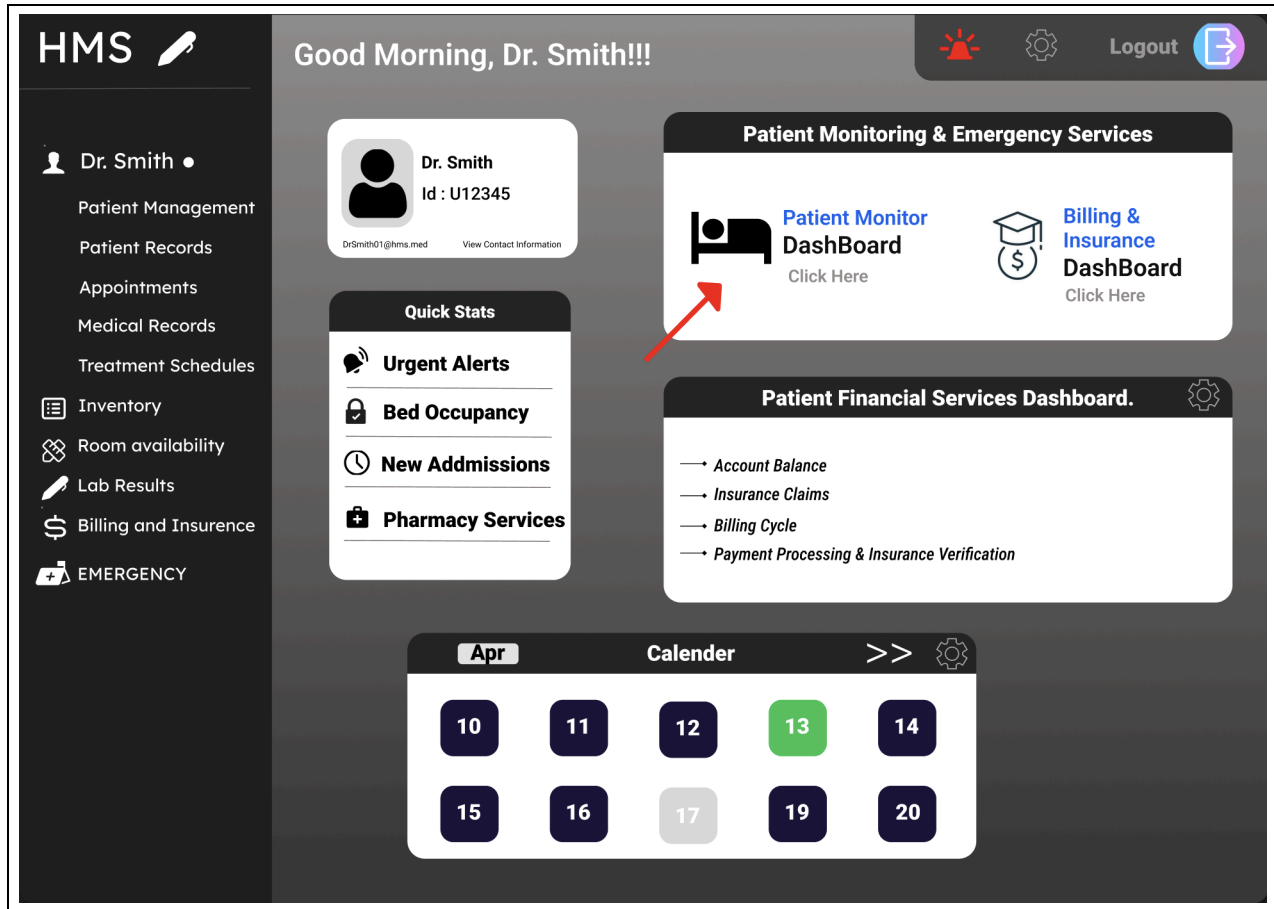 HMS
Good Morning, Dr. Smith!!!
Logout
Dr. Smith
Patient Management
Patient Records
Appointments
Medical Records
Treatment Schedules
Inventory
Room availability
Lab Results
Billing and Insurence
EMERGENCY
Dr. Smith
Id : U12345
DrSmith01@hms.med View Contact Information
Quick Stats
Urgent Alerts
Bed Occupancy
New Addmissions
Pharmacy Services
Patient Monitoring & Emergency Services
Patient Monitor
DashBoard
Click Here
Billing &
Insurance
DashBoard
Click Here
$
Patient Financial Services Dashboard.
Account Balance
Insurance Claims
Billing Cycle
Payment Processing & Insurance Verification
Apr Calender >>
10 11 12 13 14
15 16 17 19 20